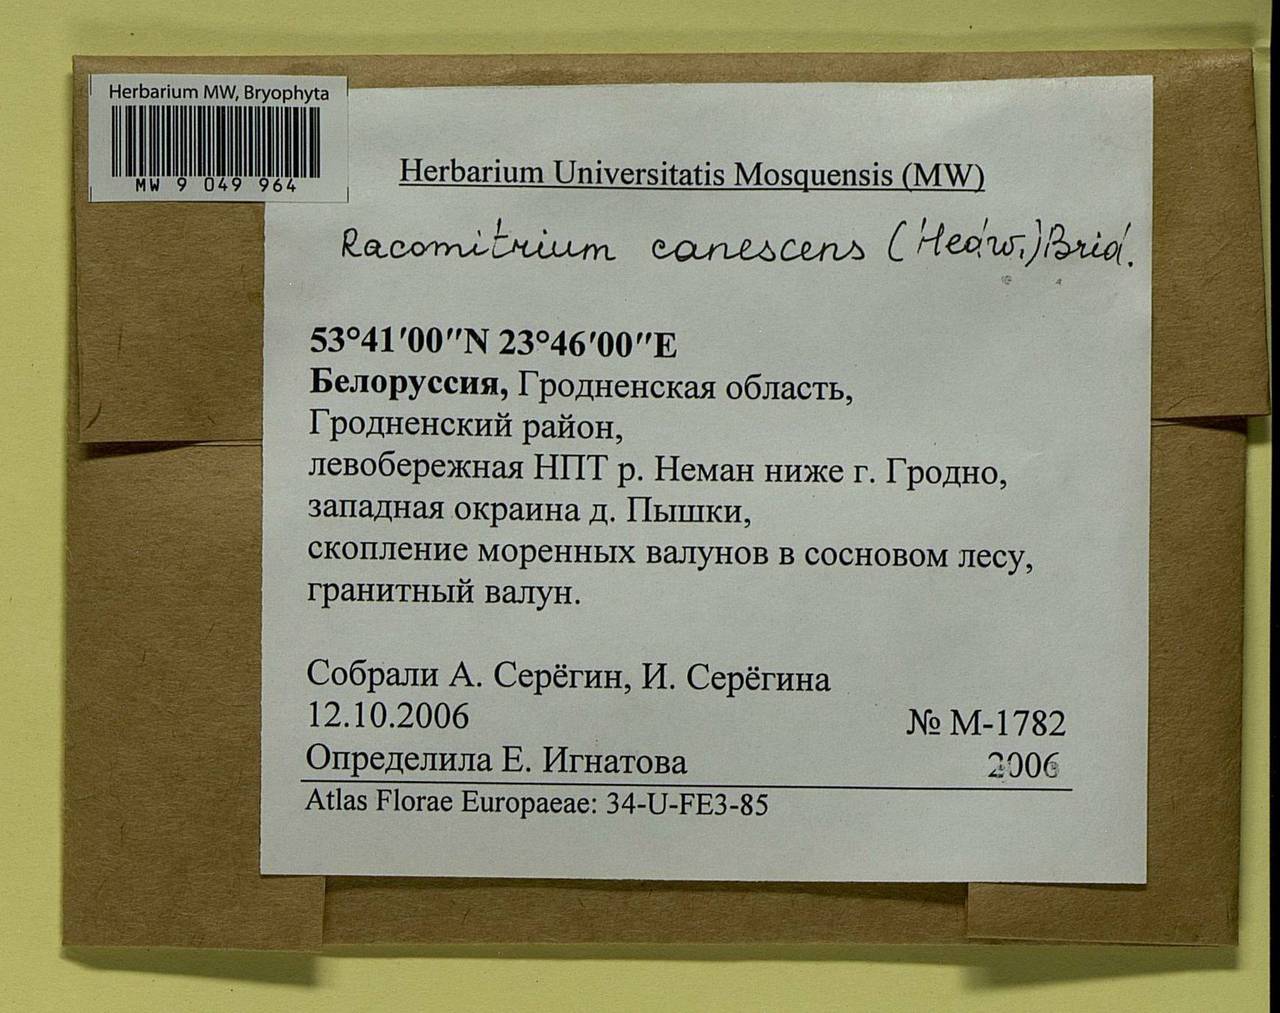 Herbarium MW, Bryophyta
MW 9 049 964
Herbarium Universitatis Mosquensis (MW)
Racomitrium canescens (Hedw.) Brid.
53°41′00″N 23°46′00″E
Белоруссия, Гродненская область,
Гродненский район,
левобережная НПТ р. Неман ниже г. Гродно,
западная окраина д. Пышки,
скопление моренных валунов в сосновом лесу,
гранитный валун.
Собрали А. Серёгин, И. Серёгина
12.10.2006 № М-1782
Определила Е. Игнатова 2006
Atlas Florae Europaeae: 34-U-FE3-85